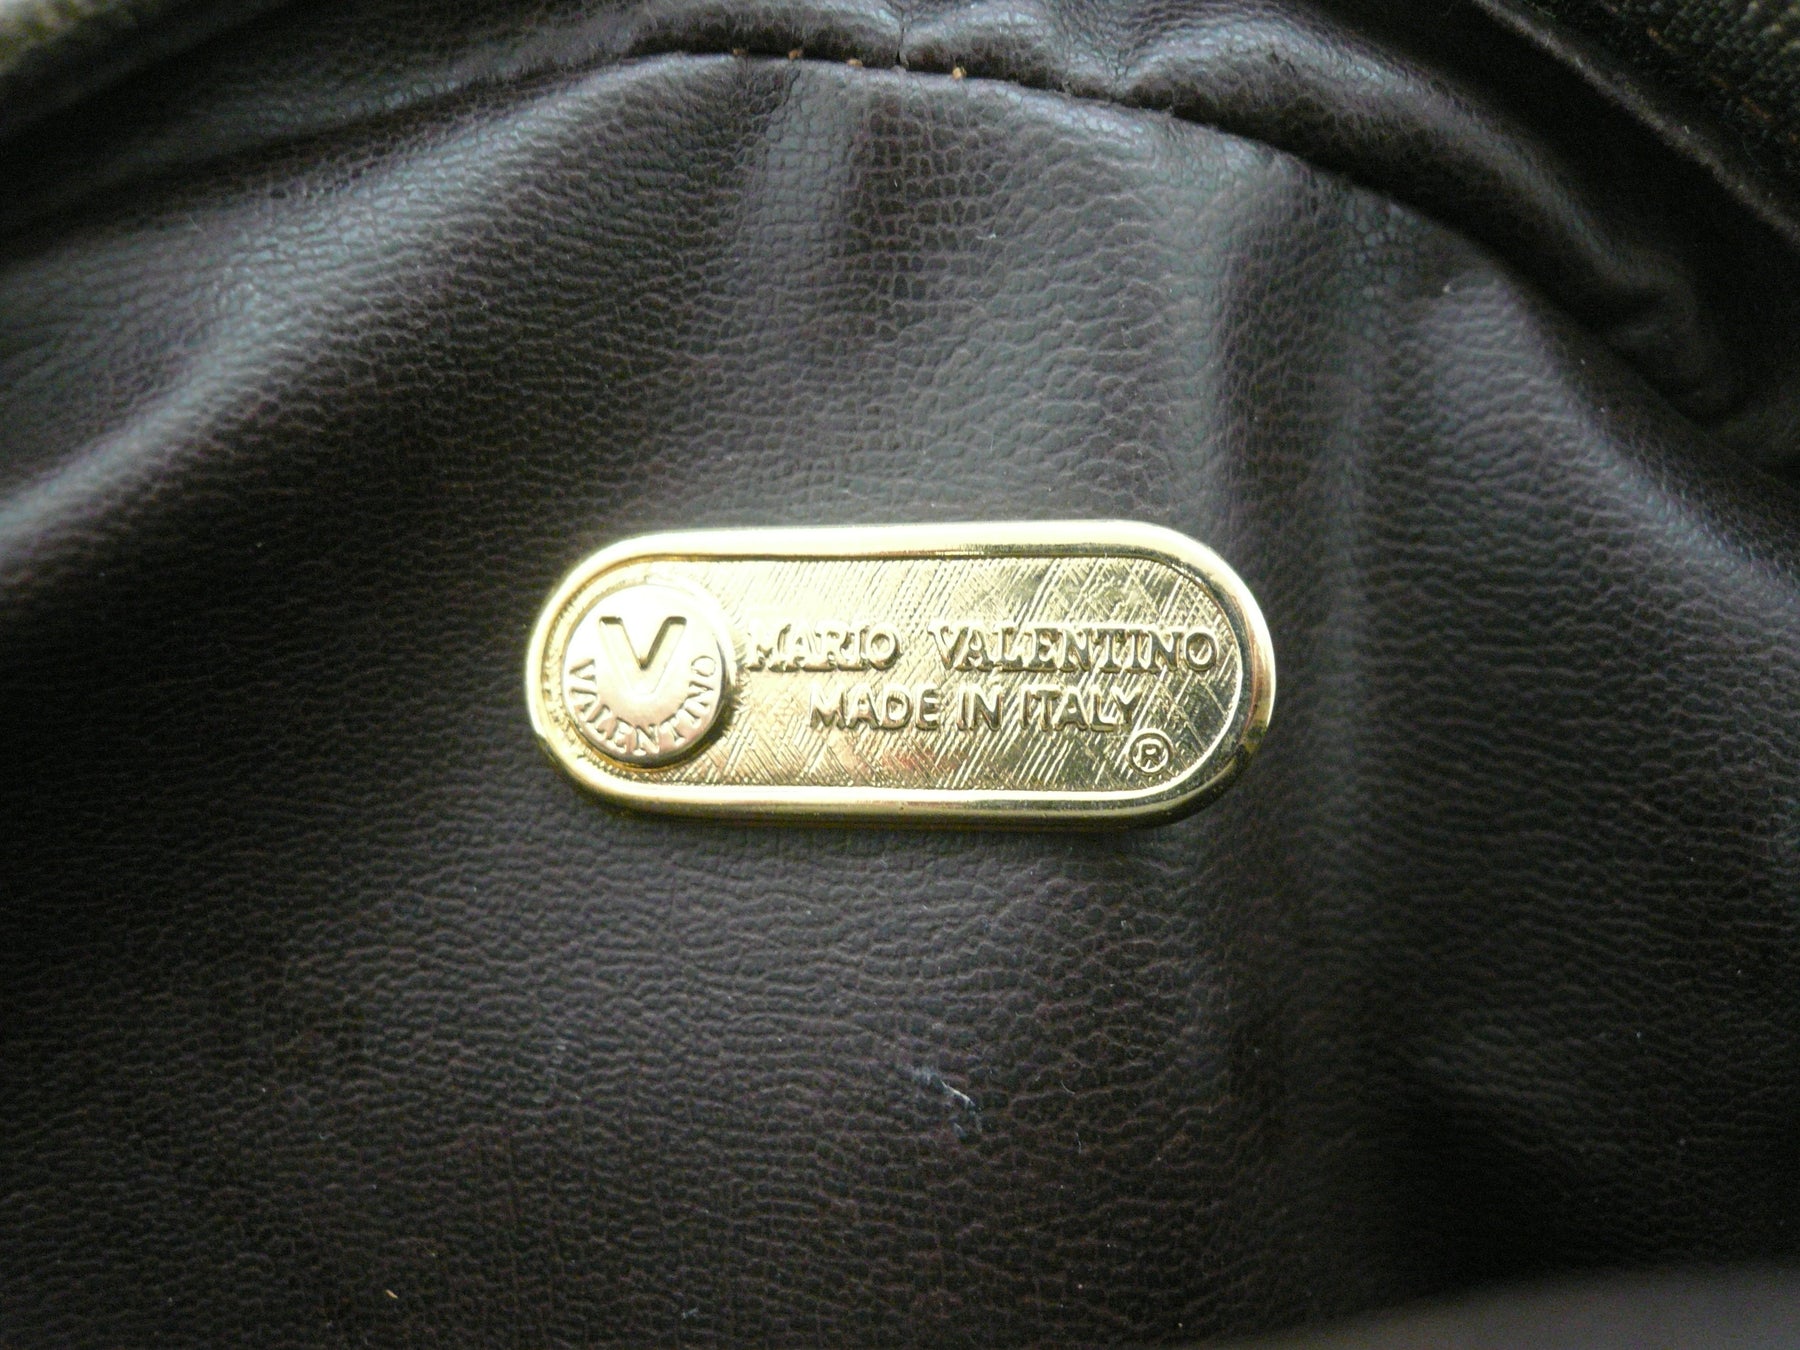 V
VALENTINO
MARIO VALENTINO
MADE IN ITALY
®